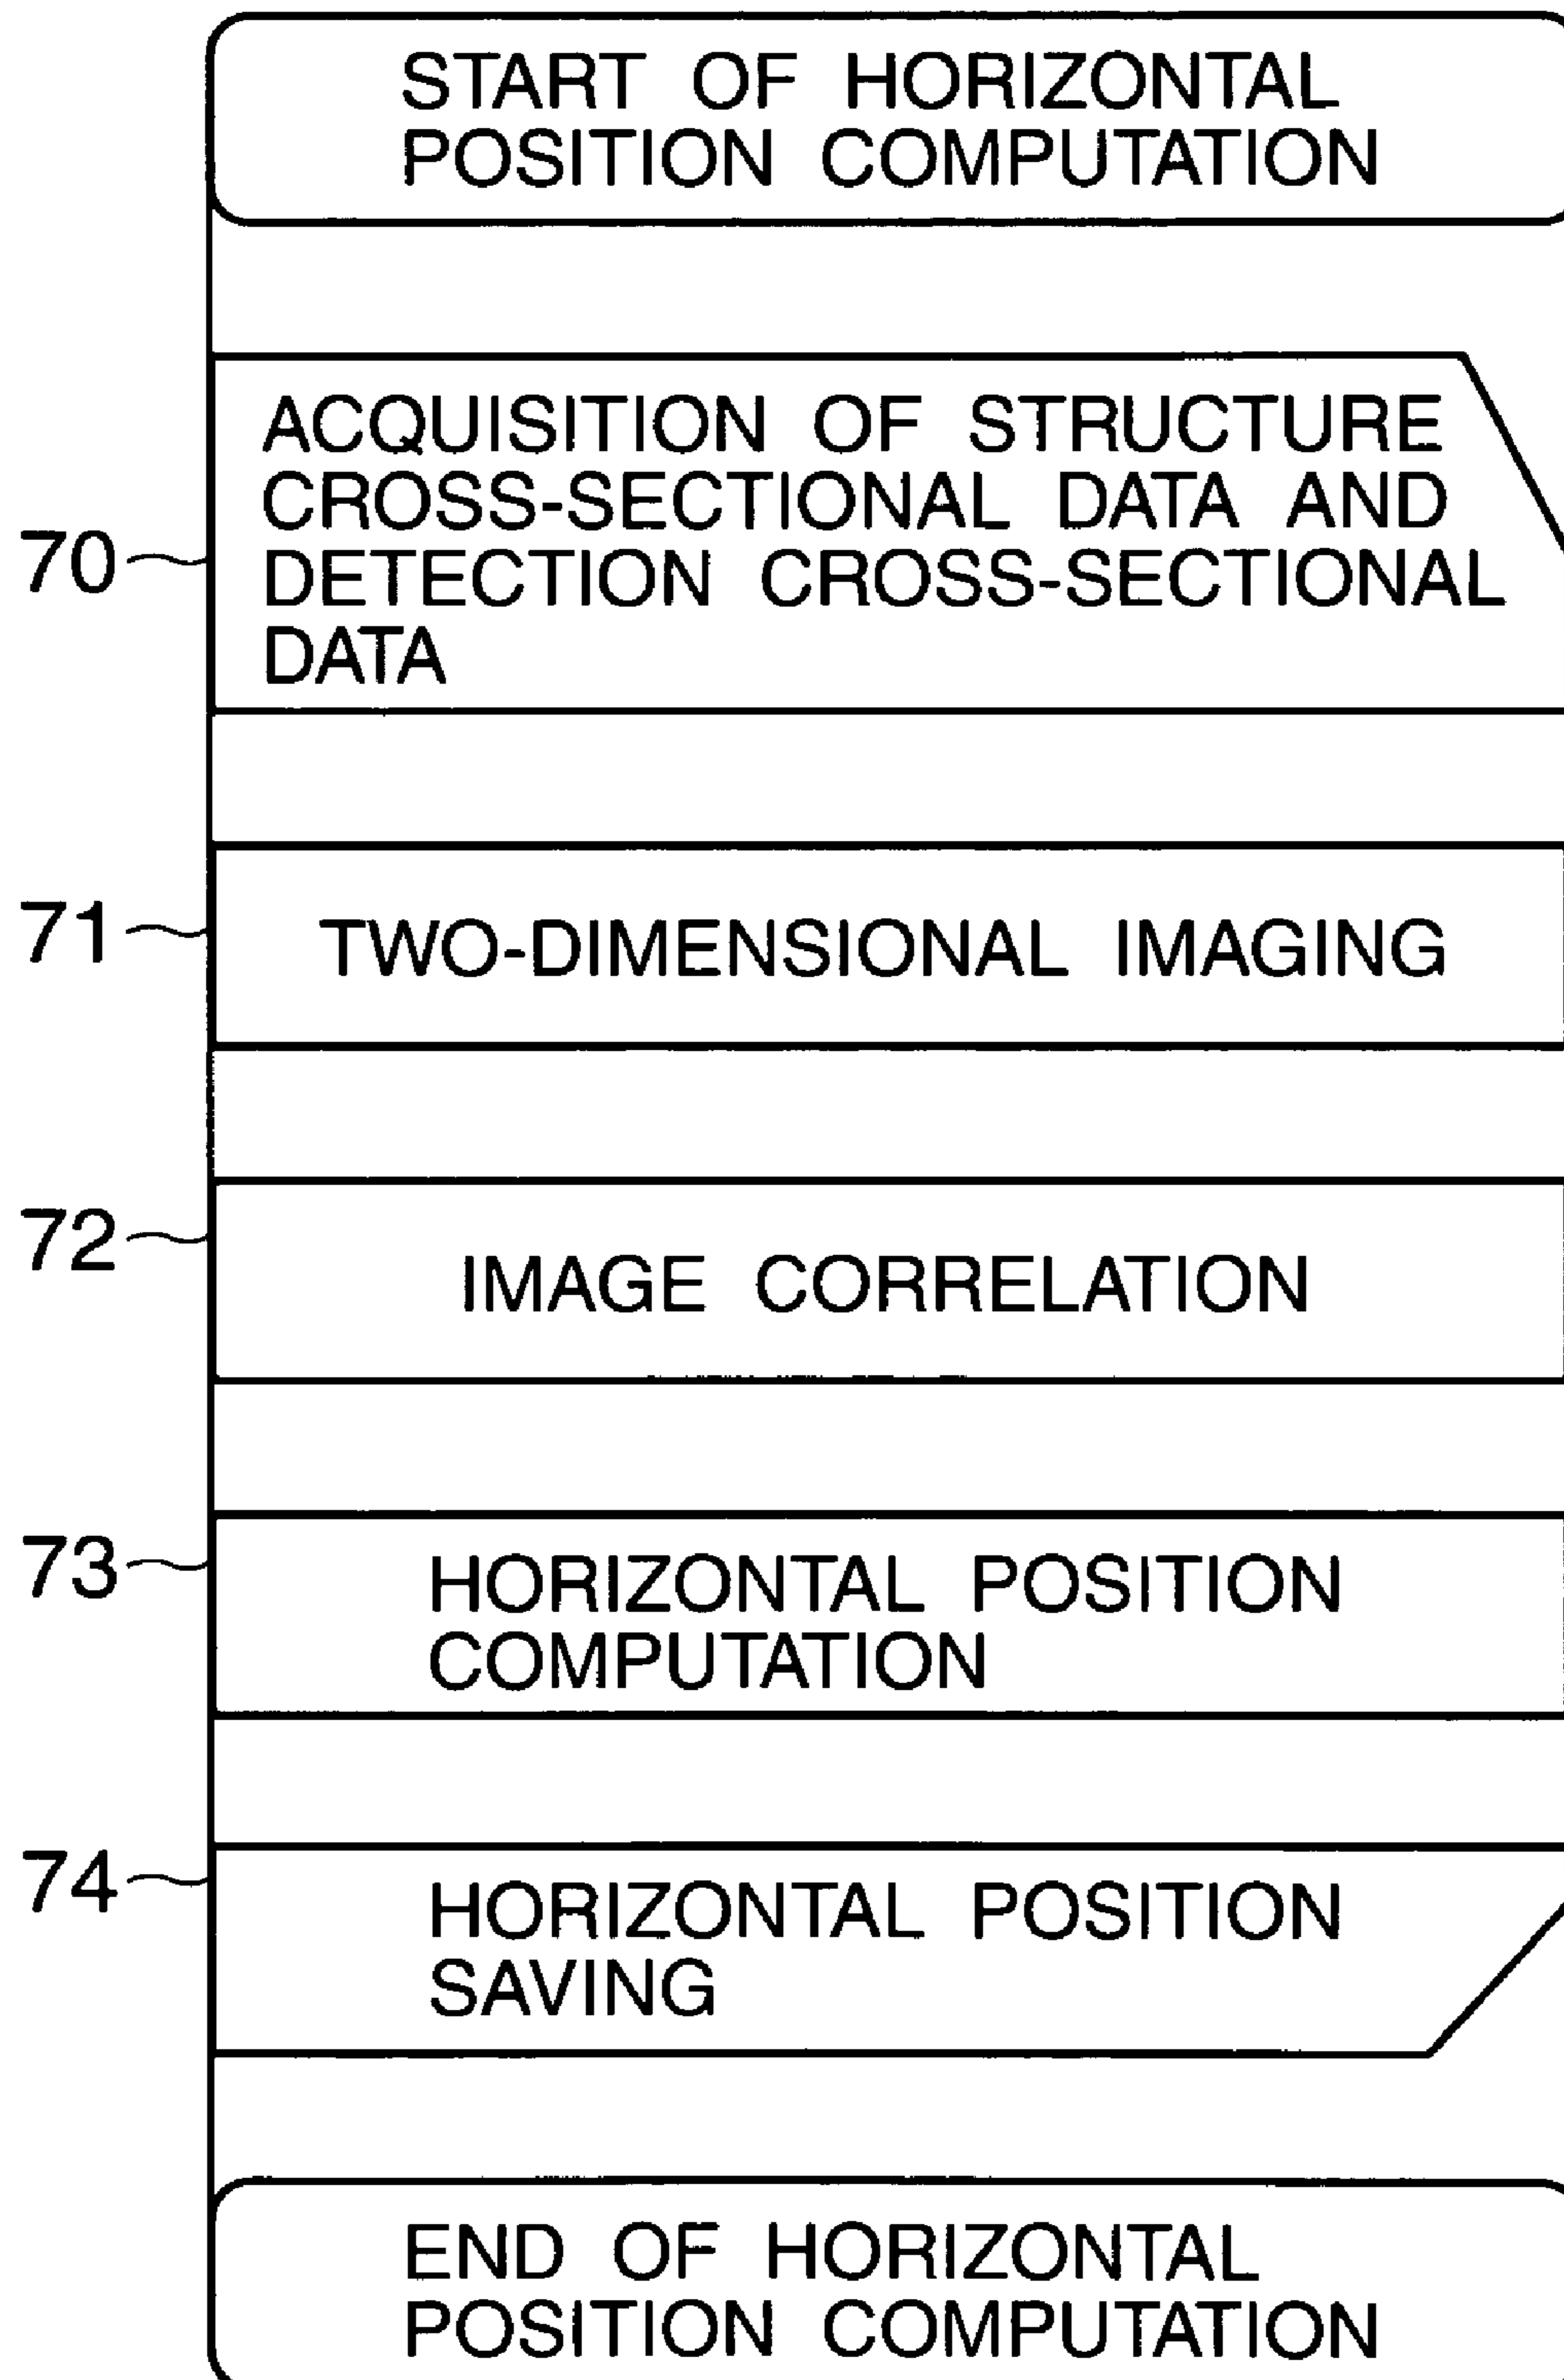 START OF HORIZONTAL
POSITION COMPUTATION
ACQUISITION OF STRUCTURE
CROSS-SECTIONAL DATA AND
70 DETECTION CROSS-SECTIONAL
DATA
71 TWO-DIMENSIONAL IMAGING
72 IMAGE CORRELATION
73 HORIZONTAL POSITION
COMPUTATION
74 HORIZONTAL POSITION
SAVING
END OF HORIZONTAL
POSITION COMPUTATION